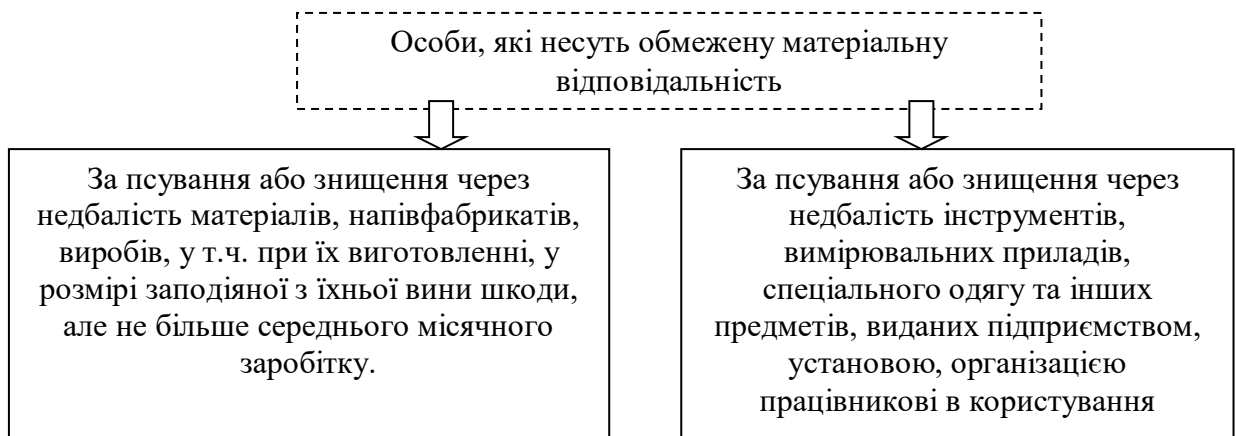 Особи, які несуть обмежену матеріальну
відповідальність
За псування або знищення через
недбалість матеріалів, напівфабрикатів,
виробів, у т.ч. при їх виготовленні, у
розмірі заподіяної з їхньої вини шкоди,
але не більше середнього місячного
заробітку.
За псування або знищення через
недбалість інструментів,
вимірювальних приладів,
спеціального одягу та інших
предметів, виданих підприємством,
установою, організацією
працівникові в користування